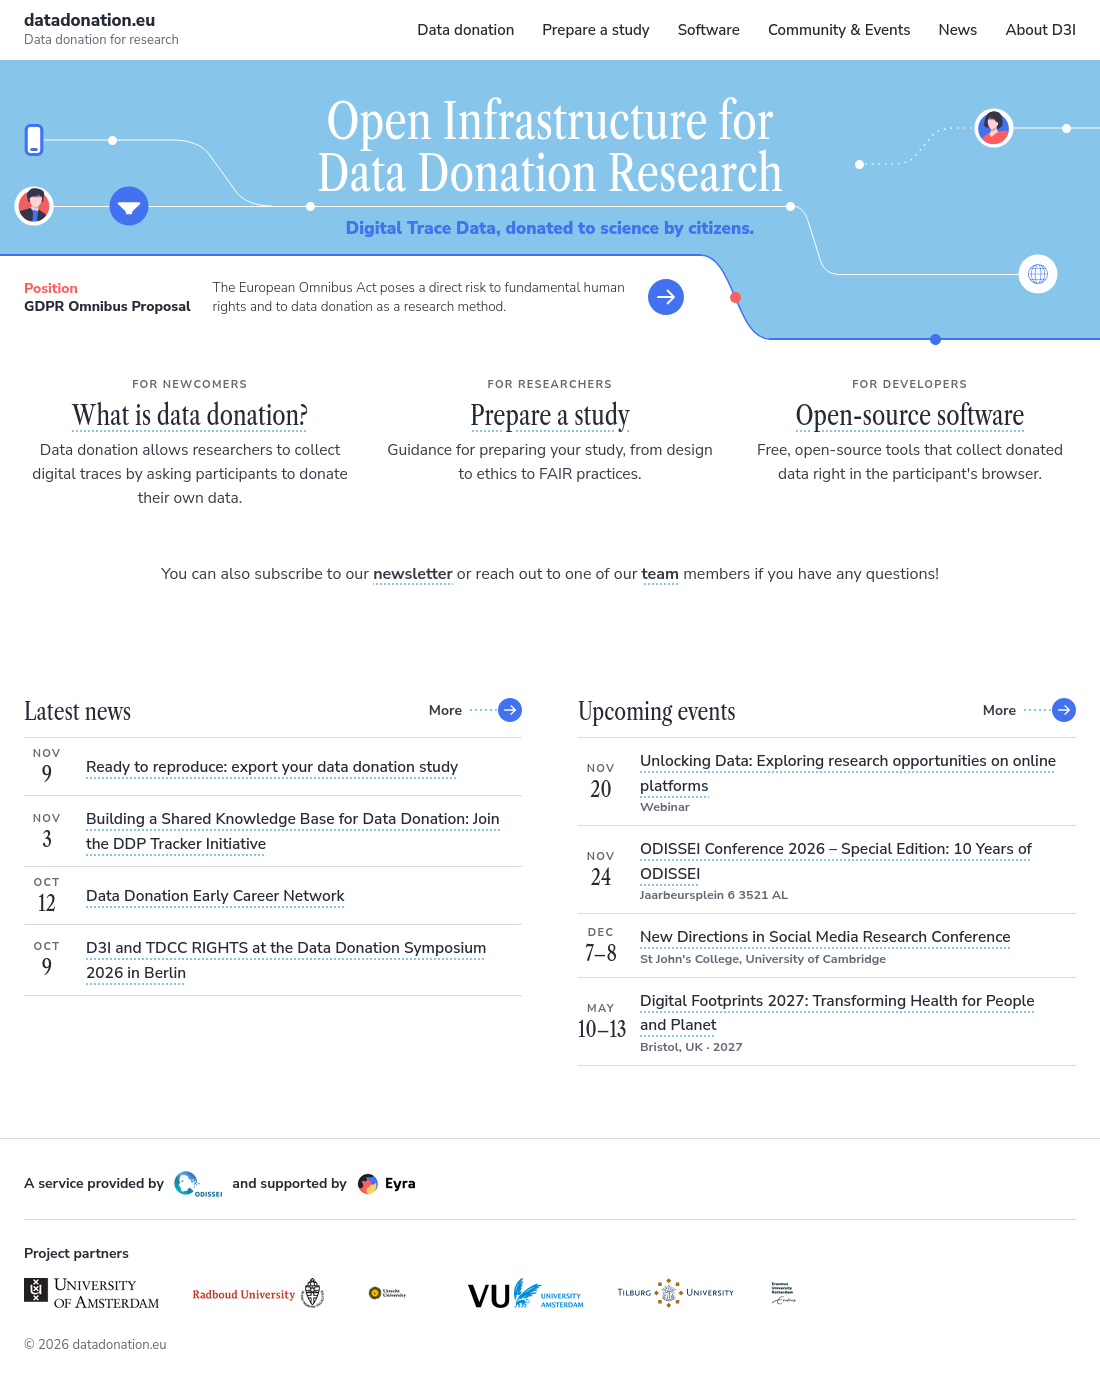 datadonation.eu
Data donation for research
Data donation
Prepare a study
Software
Community & Events
News
About D3I
Open Infrastructure for
Data Donation Research
Digital Trace Data, donated to science by citizens.
Position
GDPR Omnibus Proposal
The European Omnibus Act poses a direct risk to fundamental human
rights and to data donation as a research method.
FOR NEWCOMERS
What is data donation?
Data donation allows researchers to collect
digital traces by asking participants to donate
their own data.
FOR RESEARCHERS
Prepare a study
Guidance for preparing your study, from design
to ethics to FAIR practices.
FOR DEVELOPERS
Open-source software
Free, open-source tools that collect donated
data right in the participant's browser.
You can also subscribe to our newsletter or reach out to one of our team members if you have any questions!
Latest news
More
NOV
9
Ready to reproduce: export your data donation study
NOV
3
Building a Shared Knowledge Base for Data Donation: Join
the DDP Tracker Initiative
OCT
12
Data Donation Early Career Network
OCT
9
D3I and TDCC RIGHTS at the Data Donation Symposium
2026 in Berlin
Upcoming events
More
NOV
20
Unlocking Data: Exploring research opportunities on online
platforms
Webinar
NOV
24
ODISSEI Conference 2026 – Special Edition: 10 Years of
ODISSEI
Jaarbeursplein 6 3521 AL
DEC
7–8
New Directions in Social Media Research Conference
St John's College, University of Cambridge
MAY
10–13
Digital Footprints 2027: Transforming Health for People
and Planet
Bristol, UK · 2027
A service provided by
ODISSEI
and supported by
Eyra
Project partners
UNIVERSITY
OF AMSTERDAM
Radboud University
Utrecht
University
VU
UNIVERSITY
AMSTERDAM
TILBURG
UNIVERSITY
Erasmus
University
Rotterdam
Erasmus
© 2026 datadonation.eu